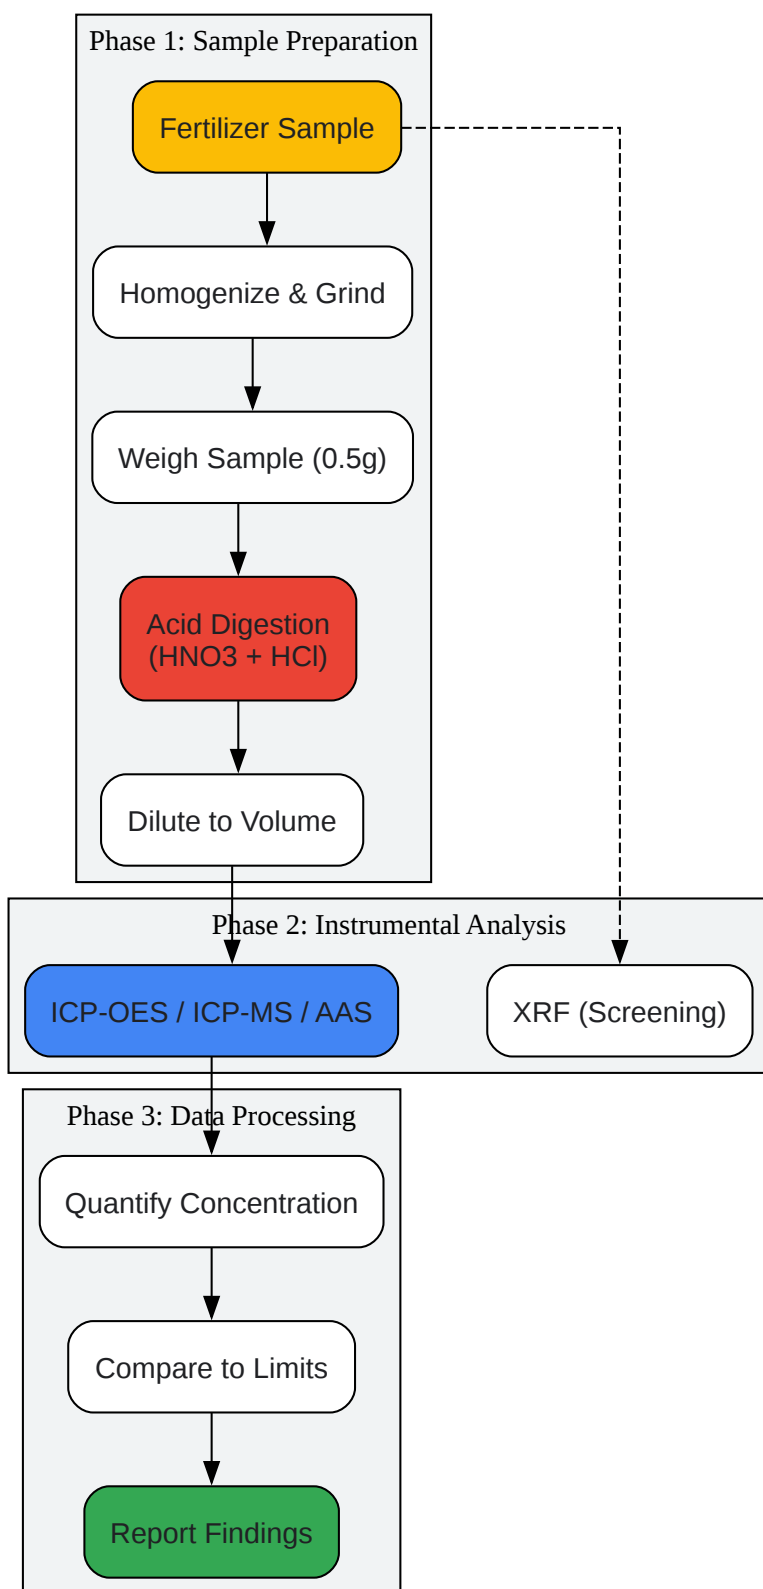 Phase 1: Sample Preparation
Fertilizer Sample
Homogenize & Grind
Weigh Sample (0.5g)
Acid Digestion
(HNO3 + HCl)
Dilute to Volume
Phase 2: Instrumental Analysis
ICP-OES / ICP-MS / AAS
XRF (Screening)
Phase 3: Data Processing
Quantify Concentration
Compare to Limits
Report Findings